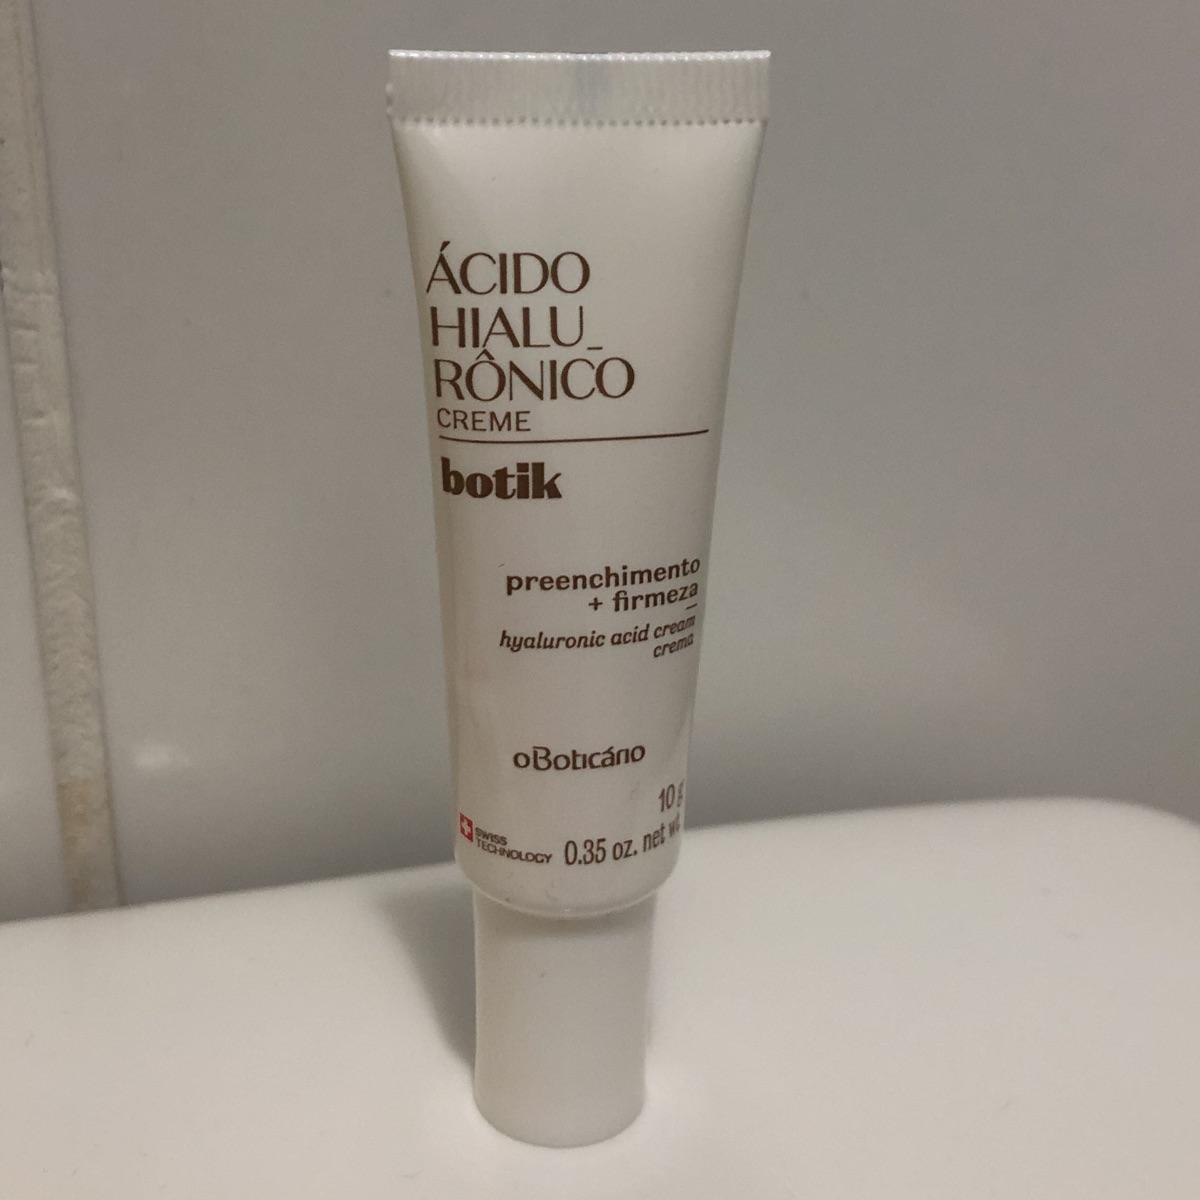 ÁCIDO
HIALU_
RÔNICO
CREME
botik
preenchimento
+ firmeza
hyaluronic acid cream
crema
oBoticário
10 g
SWISS
TECHNOLOGY
0.35 oz. net wt.